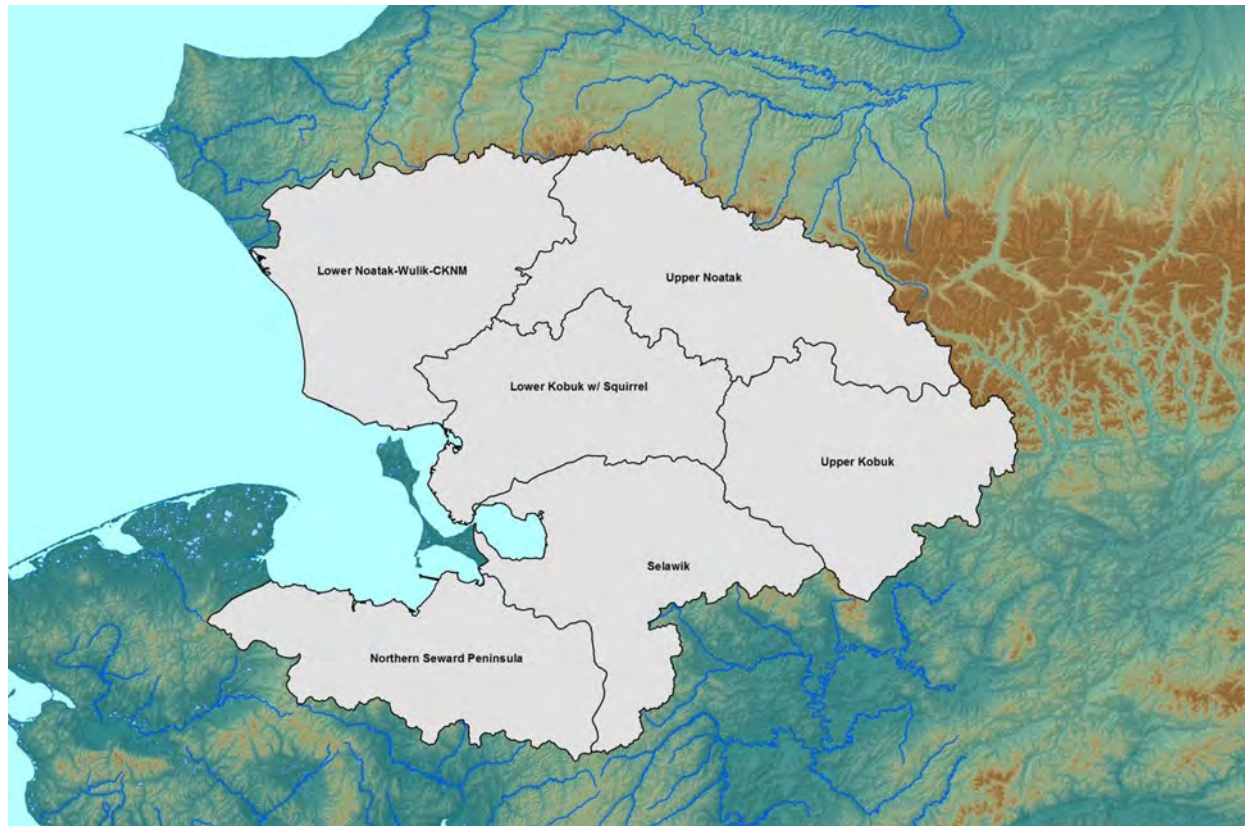 Lower Noatak-Wulik-CKNM
Upper Noatak
Lower Kobuk w/ Squirrel
Upper Kobuk
Selawik
Northern Seward Peninsula